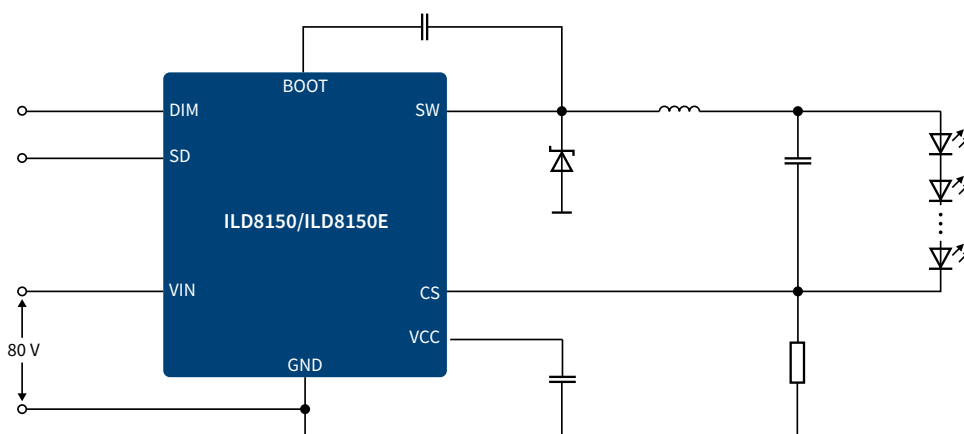 BOOT
DIM
SW
SD
ILD8150/ILD8150E
VIN
CS
VCC
80 V
GND